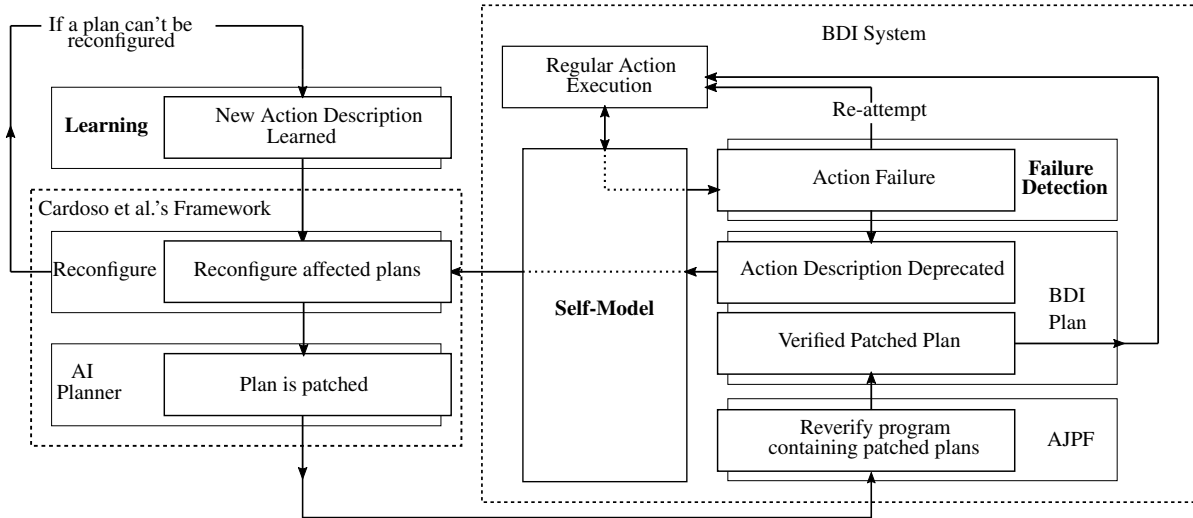 If a plan can't be
reconfigured
Learning
New Action Description
Learned
Cardoso et al.'s Framework
Reconfigure
Reconfigure affected plans
AI
Planner
Plan is patched
BDI System
Regular Action
Execution
Re-attempt
Action Failure
Failure
Detection
Self-Model
Action Description Deprecated
BDI
Plan
Verified Patched Plan
Reverify program
containing patched plans
AJPF